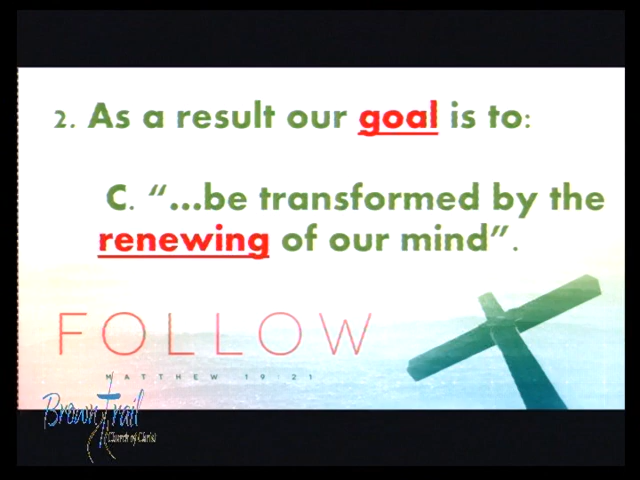 2. As a result our goal is to:
C. “...be transformed by the
renewing of our mind”.
FOLLOW
MATTHEW 19:21
Brown Trail
Church of Christ